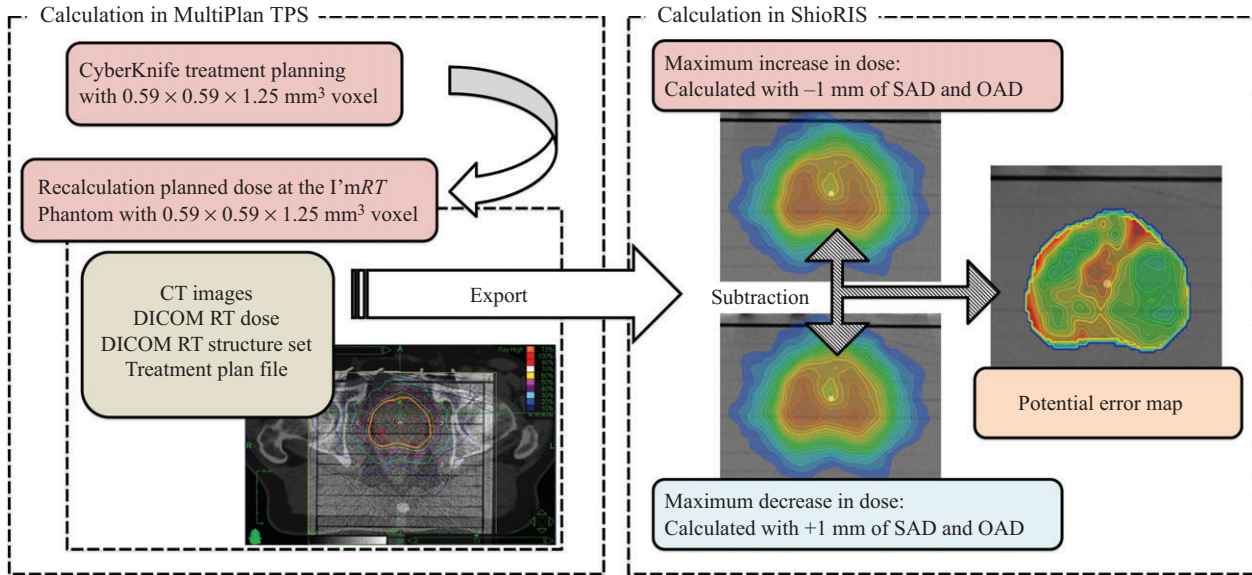 Calculation in MultiPlan TPS
CyberKnife treatment planning
with 0.59 × 0.59 × 1.25 mm³ voxel
Recalculation planned dose at the I'mRT
Phantom with 0.59 × 0.59 × 1.25 mm³ voxel
CT images
DICOM RT dose
DICOM RT structure set
Treatment plan file
Export
R
L
Calculation in ShioRIS
Maximum increase in dose:
Calculated with –1 mm of SAD and OAD
Subtraction
Maximum decrease in dose:
Calculated with +1 mm of SAD and OAD
Potential error map